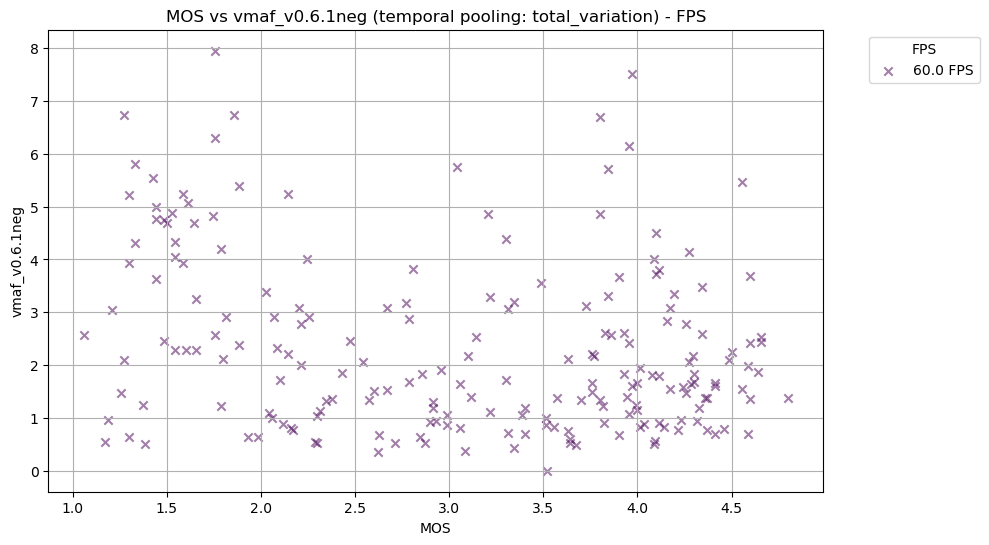 MOS vs vmaf_v0.6.1neg (temporal pooling: total_variation) - FPS
FPS
60.0 FPS
vmaf_v0.6.1neg
8
7
6
5
4
3
2
1
0
1.0 1.5 2.0 2.5 3.0 3.5 4.0 4.5
MOS